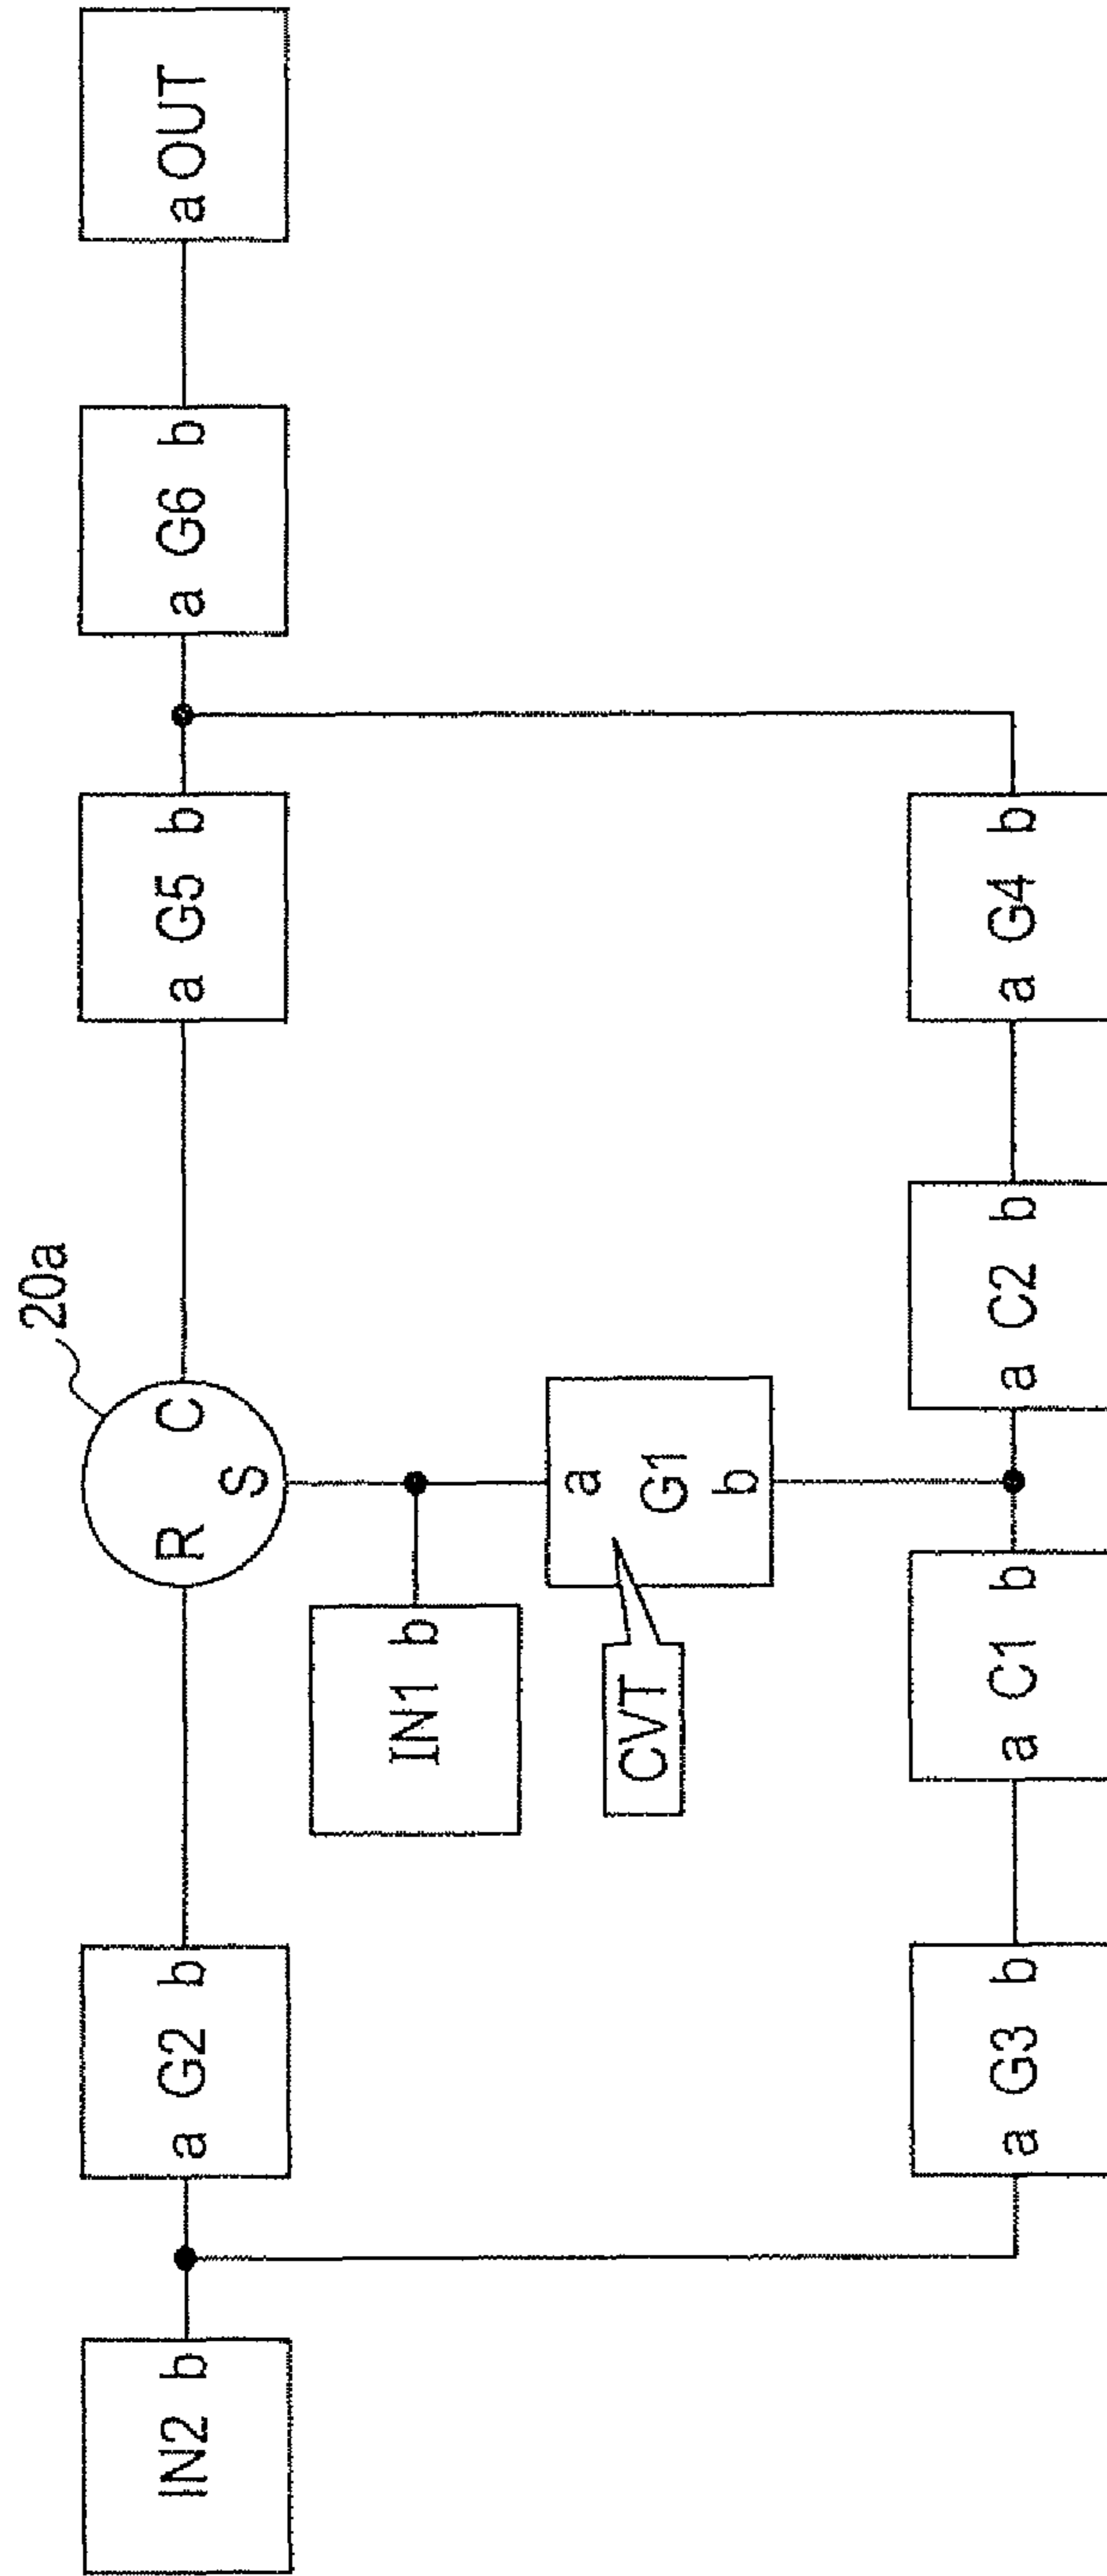 20a
IN2 b
a G2 b
R
C
S
a G5 b
a G6 b
a OUT
IN1 b
CVT
a
G1
b
a G3 b
a C1 b
a C2 b
a G4 b